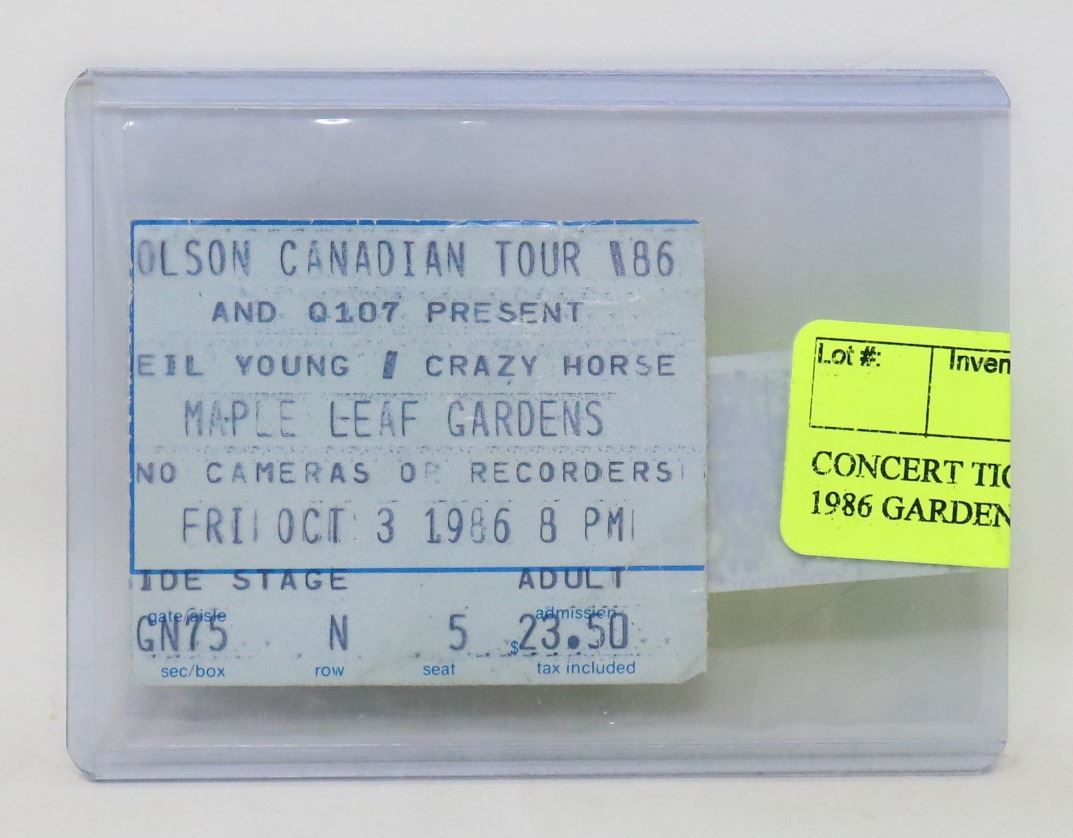 OLSON CANADIAN TOUR '86
AND Q107 PRESENT
EIL YOUNG / CRAZY HORSE
MAPLE LEAF GARDENS
NO CAMERAS OR RECORDERS
FRI OCT 3 1986 8 PM
IDE STAGE ADULT
gate/aisle admission
GN75 N 5 $23.50
sec/box row seat tax included
Lot #: Inven
CONCERT TIC
1986 GARDEN